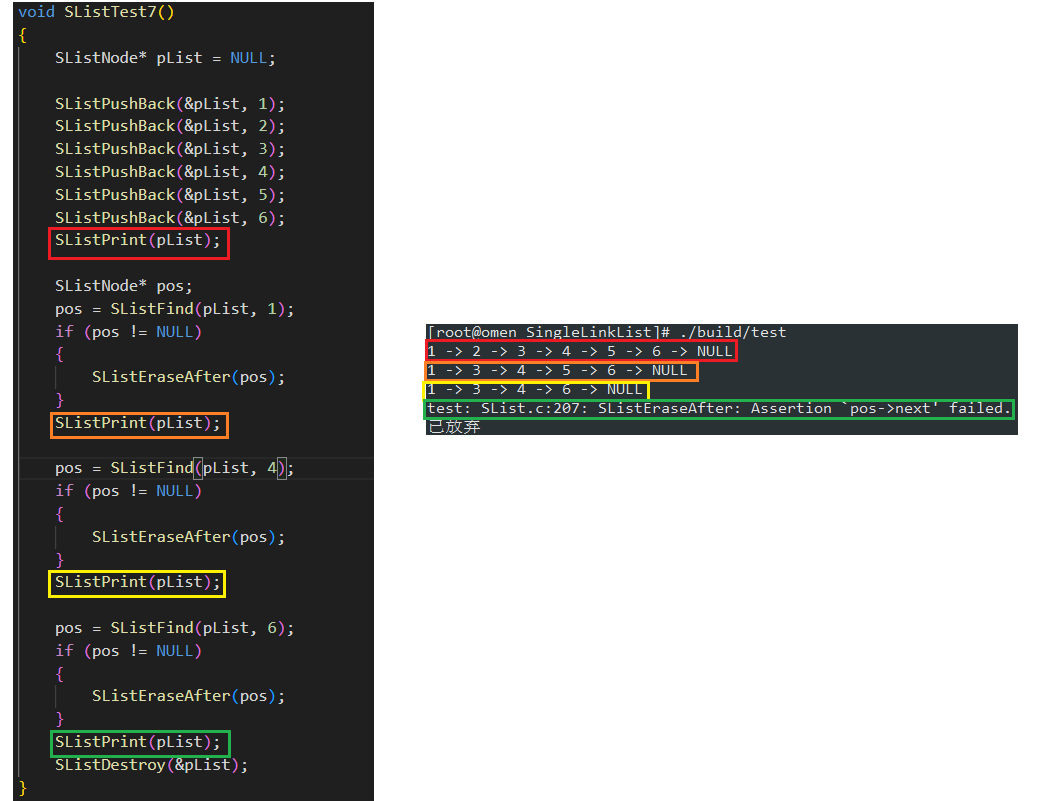 void SListTest7()
{
    SListNode* pList = NULL;
    SListPushBack(&pList, 1);
    SListPushBack(&pList, 2);
    SListPushBack(&pList, 3);
    SListPushBack(&pList, 4);
    SListPushBack(&pList, 5);
    SListPushBack(&pList, 6);
    SListPrint(pList);
    SListNode* pos;
    pos = SListFind(pList, 1);
    if (pos != NULL)
    {
        SListEraseAfter(pos);
    }
    SListPrint(pList);
    pos = SListFind(pList, 4);
    if (pos != NULL)
    {
        SListEraseAfter(pos);
    }
    SListPrint(pList);
    pos = SListFind(pList, 6);
    if (pos != NULL)
    {
        SListEraseAfter(pos);
    }
    SListPrint(pList);
    SListDestroy(&pList);
}
[root@omen SingleLinkList]# ./build/test
1 -> 2 -> 3 -> 4 -> 5 -> 6 -> NULL
1 -> 3 -> 4 -> 5 -> 6 -> NULL
1 -> 3 -> 4 -> 6 -> NULL
test: SList.c:207: SListEraseAfter: Assertion `pos->next' failed.
已放弃